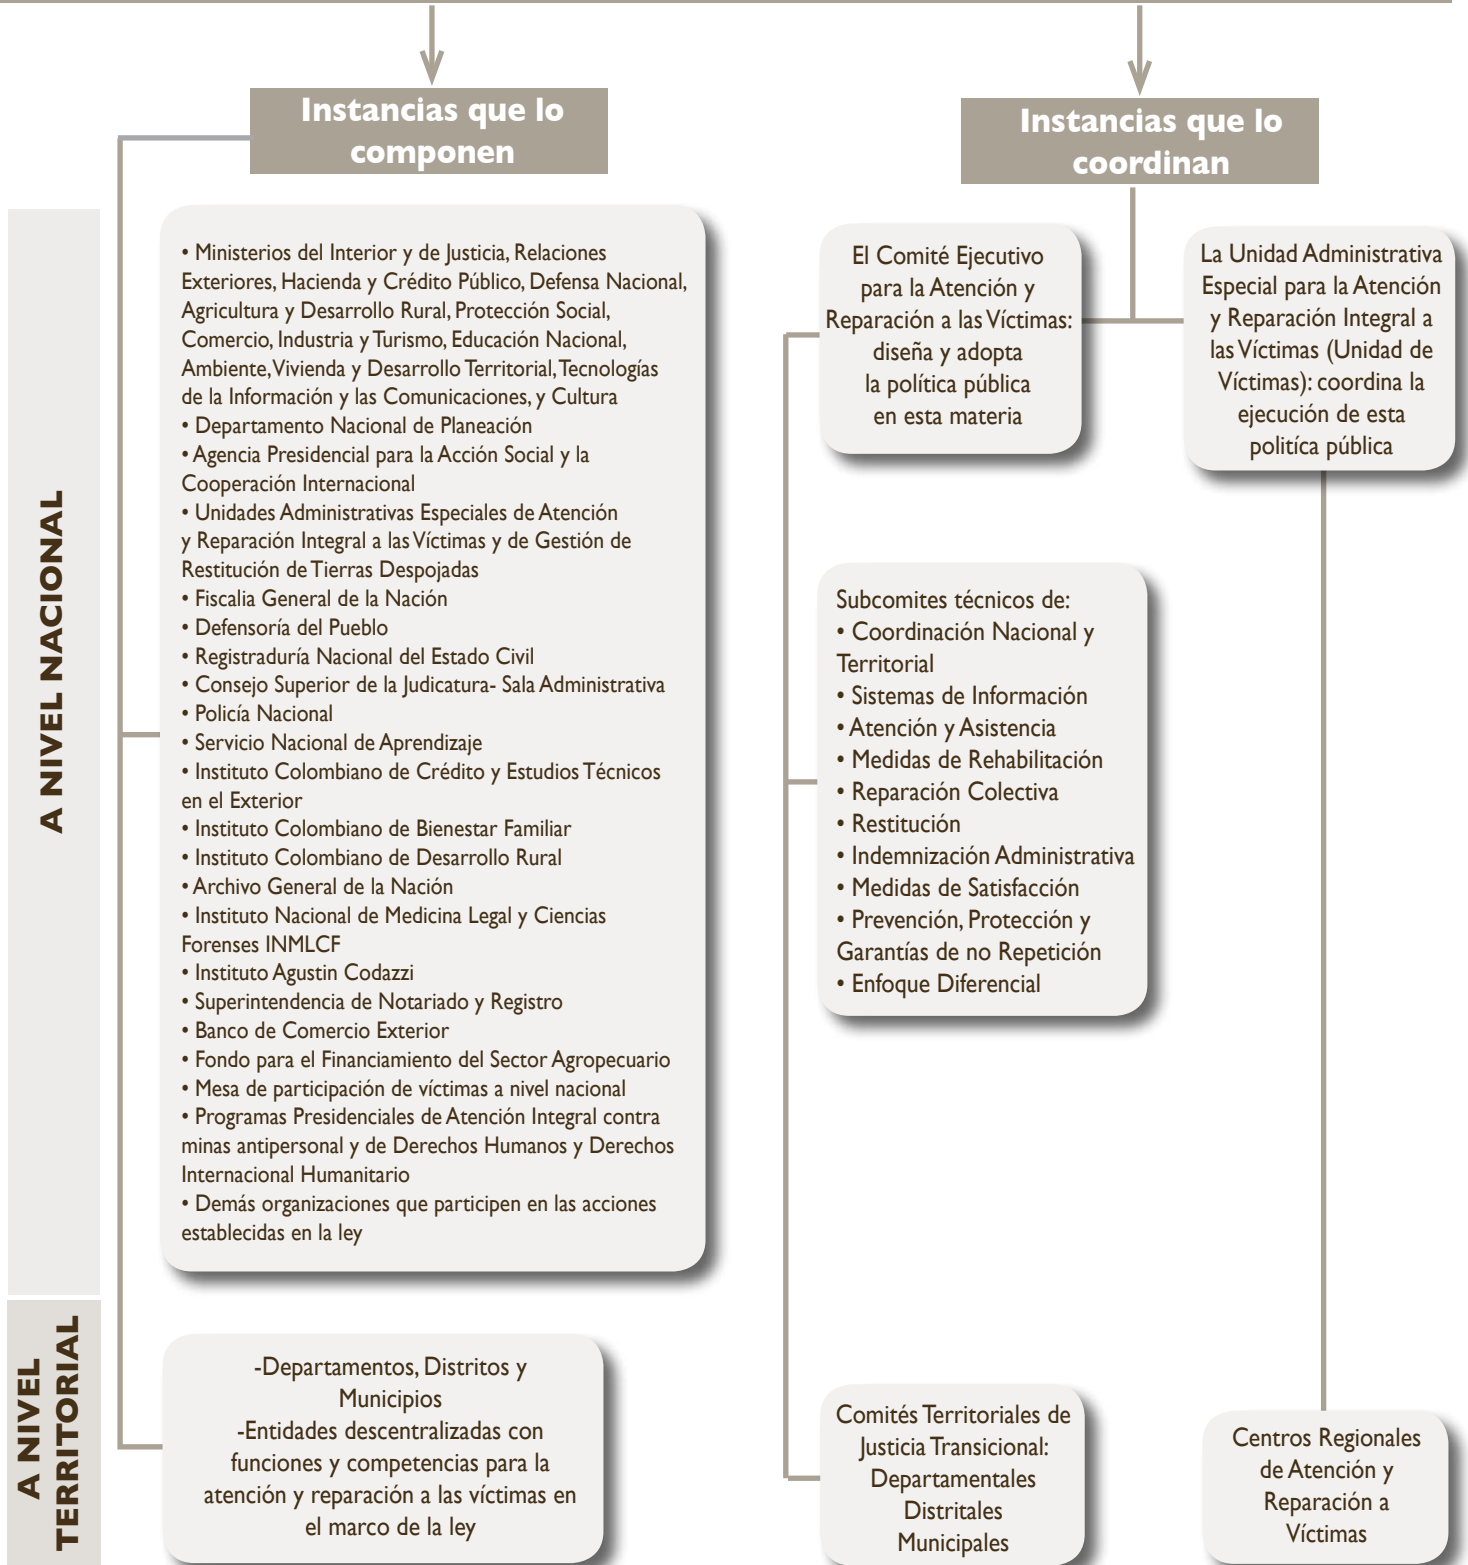 Instancias que lo
componen
Instancias que lo
coordinan
A NIVEL NACIONAL
• Ministerios del Interior y de Justicia, Relaciones
Exteriores, Hacienda y Crédito Público, Defensa Nacional,
Agricultura y Desarrollo Rural, Protección Social,
Comercio, Industria y Turismo, Educación Nacional,
Ambiente, Vivienda y Desarrollo Territorial, Tecnologías
de la Información y las Comunicaciones, y Cultura
• Departamento Nacional de Planeación
• Agencia Presidencial para la Acción Social y la
Cooperación Internacional
• Unidades Administrativas Especiales de Atención
y Reparación Integral a las Víctimas y de Gestión de
Restitución de Tierras Despojadas
• Fiscalia General de la Nación
• Defensoría del Pueblo
• Registraduría Nacional del Estado Civil
• Consejo Superior de la Judicatura- Sala Administrativa
• Policía Nacional
• Servicio Nacional de Aprendizaje
• Instituto Colombiano de Crédito y Estudios Técnicos
en el Exterior
• Instituto Colombiano de Bienestar Familiar
• Instituto Colombiano de Desarrollo Rural
• Archivo General de la Nación
• Instituto Nacional de Medicina Legal y Ciencias
Forenses INMLCF
• Instituto Agustin Codazzi
• Superintendencia de Notariado y Registro
• Banco de Comercio Exterior
• Fondo para el Financiamiento del Sector Agropecuario
• Mesa de participación de víctimas a nivel nacional
• Programas Presidenciales de Atención Integral contra
minas antipersonal y de Derechos Humanos y Derechos
Internacional Humanitario
• Demás organizaciones que participen en las acciones
establecidas en la ley
El Comité Ejecutivo
para la Atención y
Reparación a las Víctimas:
diseña y adopta
la política pública
en esta materia
La Unidad Administrativa
Especial para la Atención
y Reparación Integral a
las Víctimas (Unidad de
Víctimas): coordina la
ejecución de esta
politíca pública
Subcomites técnicos de:
• Coordinación Nacional y
Territorial
• Sistemas de Información
• Atención y Asistencia
• Medidas de Rehabilitación
• Reparación Colectiva
• Restitución
• Indemnización Administrativa
• Medidas de Satisfacción
• Prevención, Protección y
Garantías de no Repetición
• Enfoque Diferencial
A NIVEL
TERRITORIAL
-Departamentos, Distritos y
Municipios
-Entidades descentralizadas con
funciones y competencias para la
atención y reparación a las víctimas en
el marco de la ley
Comités Territoriales de
Justicia Transicional:
Departamentales
Distritales
Municipales
Centros Regionales
de Atención y
Reparación a
Víctimas